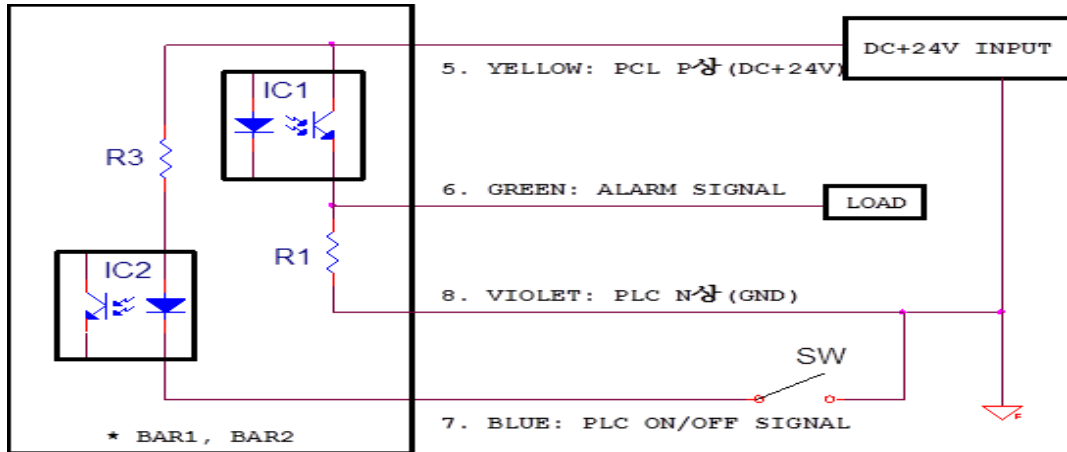 DC+24V INPUT
5. YELLOW: PCL P상(DC+24V)
IC1
R3
6. GREEN: ALARM SIGNAL
LOAD
R1
IC2
8. VIOLET: PLC N상(GND)
SW
7. BLUE: PLC ON/OFF SIGNAL
* BAR1, BAR2
F